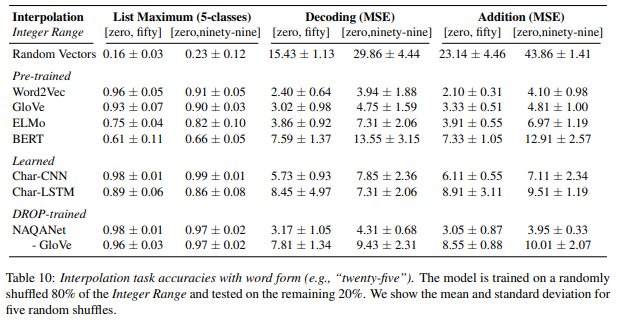 Interpolation List Maximum (5-classes) Decoding (MSE) Addition (MSE)
Integer Range [zero, fifty] [zero,ninety-nine] [zero, fifty] [zero,ninety-nine] [zero, fifty] [zero,ninety-nine]
Random Vectors 0.16 ± 0.03 0.23 ± 0.12 15.43 ± 1.13 29.86 ± 4.44 23.14 ± 4.46 43.86 ± 1.41
Pre-trained
Word2Vec 0.96 ± 0.05 0.91 ± 0.05 2.40 ± 0.64 3.94 ± 1.88 2.10 ± 0.31 4.10 ± 0.98
GloVe 0.93 ± 0.07 0.90 ± 0.03 3.02 ± 0.98 4.75 ± 1.59 3.33 ± 0.51 4.81 ± 1.00
ELMo 0.75 ± 0.04 0.82 ± 0.10 3.86 ± 0.92 7.31 ± 2.06 3.91 ± 0.55 6.97 ± 1.19
BERT 0.61 ± 0.11 0.66 ± 0.05 7.59 ± 1.37 13.55 ± 3.15 7.33 ± 1.05 12.91 ± 2.57
Learned
Char-CNN 0.98 ± 0.01 0.99 ± 0.01 5.73 ± 0.93 7.85 ± 2.36 6.11 ± 0.55 7.11 ± 2.34
Char-LSTM 0.89 ± 0.06 0.86 ± 0.08 8.45 ± 4.97 7.31 ± 2.06 8.91 ± 3.11 9.51 ± 1.19
DROP-trained
NAQANet 0.98 ± 0.01 0.97 ± 0.02 3.17 ± 1.05 4.31 ± 0.68 3.05 ± 0.87 3.95 ± 0.33
- GloVe 0.96 ± 0.03 0.97 ± 0.02 7.81 ± 1.34 9.43 ± 2.31 8.55 ± 0.88 10.01 ± 2.07
Table 10: Interpolation task accuracies with word form (e.g., “twenty-five”). The model is trained on a randomly
shuffled 80% of the Integer Range and tested on the remaining 20%. We show the mean and standard deviation for
five random shuffles.